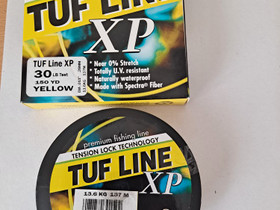 TUF LINE
XP
TUF Line XP
30 LB Test
150 YD
YELLOW
* Near 0% Stretch
* Totally U.V. resistant
* Naturally waterproof
* Made with Spectra® Fiber
premium fishing line
TENSION LOCK TECHNOLOGY
TUF LINE
XP
13.6 KG 137 M